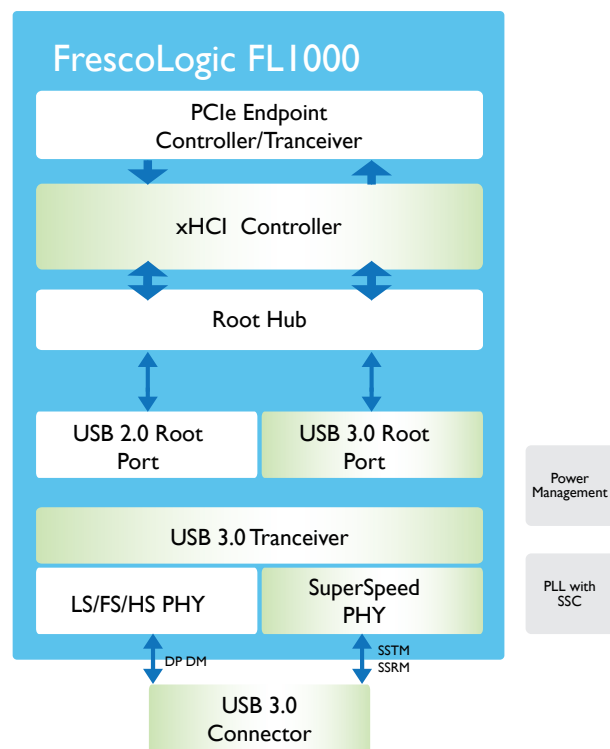 FrescoLogic FL1000
PCIe Endpoint
Controller/Tranceiver
xHCI Controller
Root Hub
USB 2.0 Root
Port
USB 3.0 Root
Port
Power
Management
USB 3.0 Tranceiver
LS/FS/HS PHY
SuperSpeed
PHY
PLL with
SSC
DP DM
SSTM
SSRM
USB 3.0
Connector